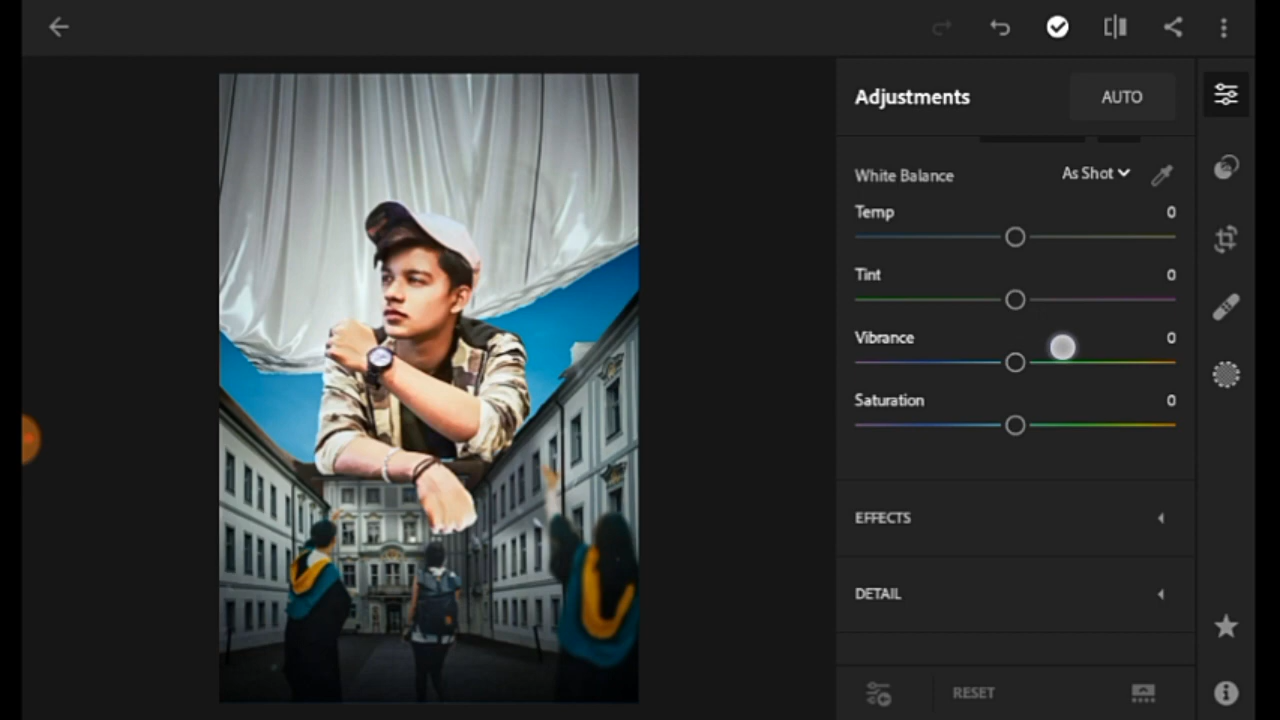 Adjustments
AUTO
White Balance
As Shot
Temp
0
Tint
0
Vibrance
0
Saturation
0
EFFECTS
DETAIL
RESET